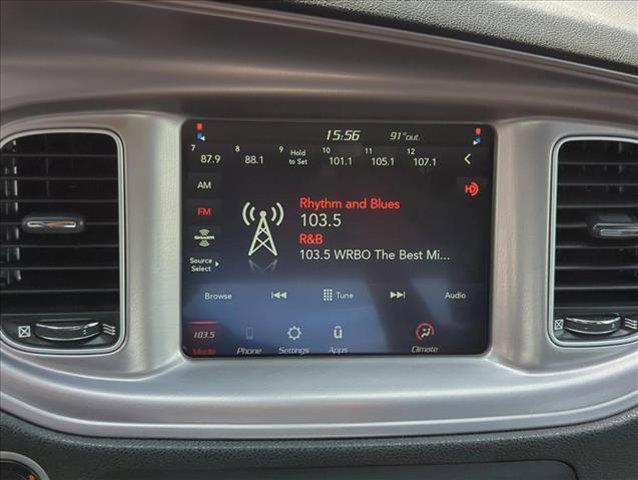 15:56 91°out.
7 87.9 8 88.1 9 Hold to Set 10 101.1 11 105.1 12 107.1
AM
FM
HD
Rhythm and Blues
103.5
R&B
103.5 WRBO The Best Mi...
SiriusXM
Source Select
Browse Tune Audio
103.5
Media Phone Settings Apps Climate